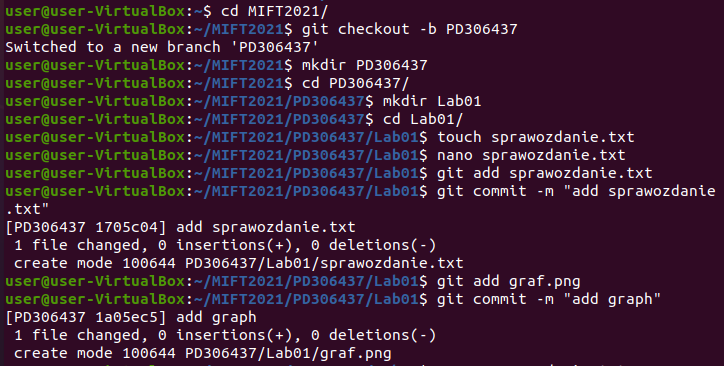 user@user-VirtualBox:~$ cd MIFT2021/
user@user-VirtualBox:~/MIFT2021$ git checkout -b PD306437
Switched to a new branch 'PD306437'
user@user-VirtualBox:~/MIFT2021$ mkdir PD306437
user@user-VirtualBox:~/MIFT2021$ cd PD306437/
user@user-VirtualBox:~/MIFT2021/PD306437$ mkdir Lab01
user@user-VirtualBox:~/MIFT2021/PD306437$ cd Lab01/
user@user-VirtualBox:~/MIFT2021/PD306437/Lab01$ touch sprawozdanie.txt
user@user-VirtualBox:~/MIFT2021/PD306437/Lab01$ nano sprawozdanie.txt
user@user-VirtualBox:~/MIFT2021/PD306437/Lab01$ git add sprawozdanie.txt
user@user-VirtualBox:~/MIFT2021/PD306437/Lab01$ git commit -m "add sprawozdanie
.txt"
[PD306437 1705c04] add sprawozdanie.txt
 1 file changed, 0 insertions(+), 0 deletions(-)
 create mode 100644 PD306437/Lab01/sprawozdanie.txt
user@user-VirtualBox:~/MIFT2021/PD306437/Lab01$ git add graf.png
user@user-VirtualBox:~/MIFT2021/PD306437/Lab01$ git commit -m "add graph"
[PD306437 1a05ec5] add graph
 1 file changed, 0 insertions(+), 0 deletions(-)
 create mode 100644 PD306437/Lab01/graf.png